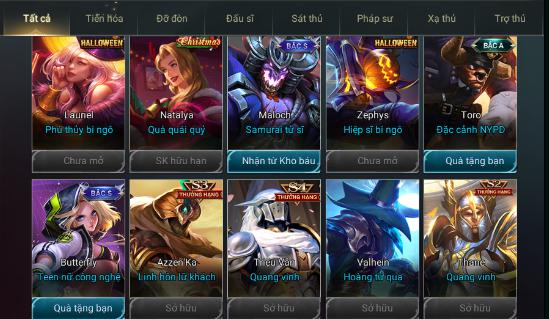 Tất cả Tiến hóa Đỡ đòn Đấu sĩ Sát thủ Pháp sư Xạ thủ Trợ thủ
HALLOWEEN Christmas BẬC S HALLOWEEN BẬC A
Lauriel Natalya Maloch Zephys Toro
Phù thủy bí ngô Quà quái quỷ Samurai tử sĩ Hiệp sĩ bí ngô Đặc cảnh NYPD
Chưa mở SK hữu hạn Nhận từ Kho báu Chưa mở Quà tặng bạn
BẬC S S3 THƯỞNG HẠNG S4 THƯỞNG HẠNG S27 THƯỞNG HẠNG
Butterfly Azzen'Ka Triệu Vân Valhein Thane
Teen nữ công nghệ Linh hồn lữ khách Quang vinh Hoàng tử quạ Quang vinh
Quà tặng bạn Sở hữu Sở hữu Sở hữu Sở hữu